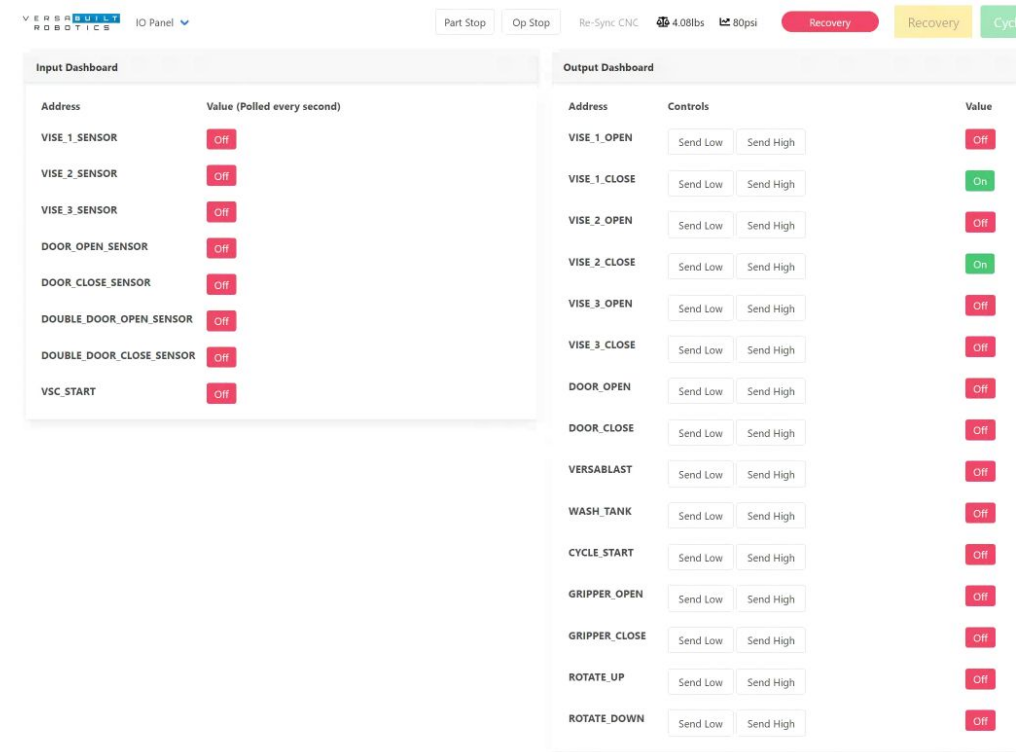 VERSABUILT
ROBOTICS
IO Panel
Part Stop
Op Stop
Re-Sync CNC
4.08lbs
80psi
Recovery
Recovery
Input Dashboard
Address Value (Polled every second)
VISE_1_SENSOR Off
VISE_2_SENSOR Off
VISE_3_SENSOR Off
DOOR_OPEN_SENSOR Off
DOOR_CLOSE_SENSOR Off
DOUBLE_DOOR_OPEN_SENSOR Off
DOUBLE_DOOR_CLOSE_SENSOR Off
VSC_START Off
Output Dashboard
Address Controls Value
VISE_1_OPEN Send Low Send High Off
VISE_1_CLOSE Send Low Send High On
VISE_2_OPEN Send Low Send High Off
VISE_2_CLOSE Send Low Send High On
VISE_3_OPEN Send Low Send High Off
VISE_3_CLOSE Send Low Send High Off
DOOR_OPEN Send Low Send High Off
DOOR_CLOSE Send Low Send High Off
VERSABLAST Send Low Send High Off
WASH_TANK Send Low Send High Off
CYCLE_START Send Low Send High Off
GRIPPER_OPEN Send Low Send High Off
GRIPPER_CLOSE Send Low Send High Off
ROTATE_UP Send Low Send High Off
ROTATE_DOWN Send Low Send High Off